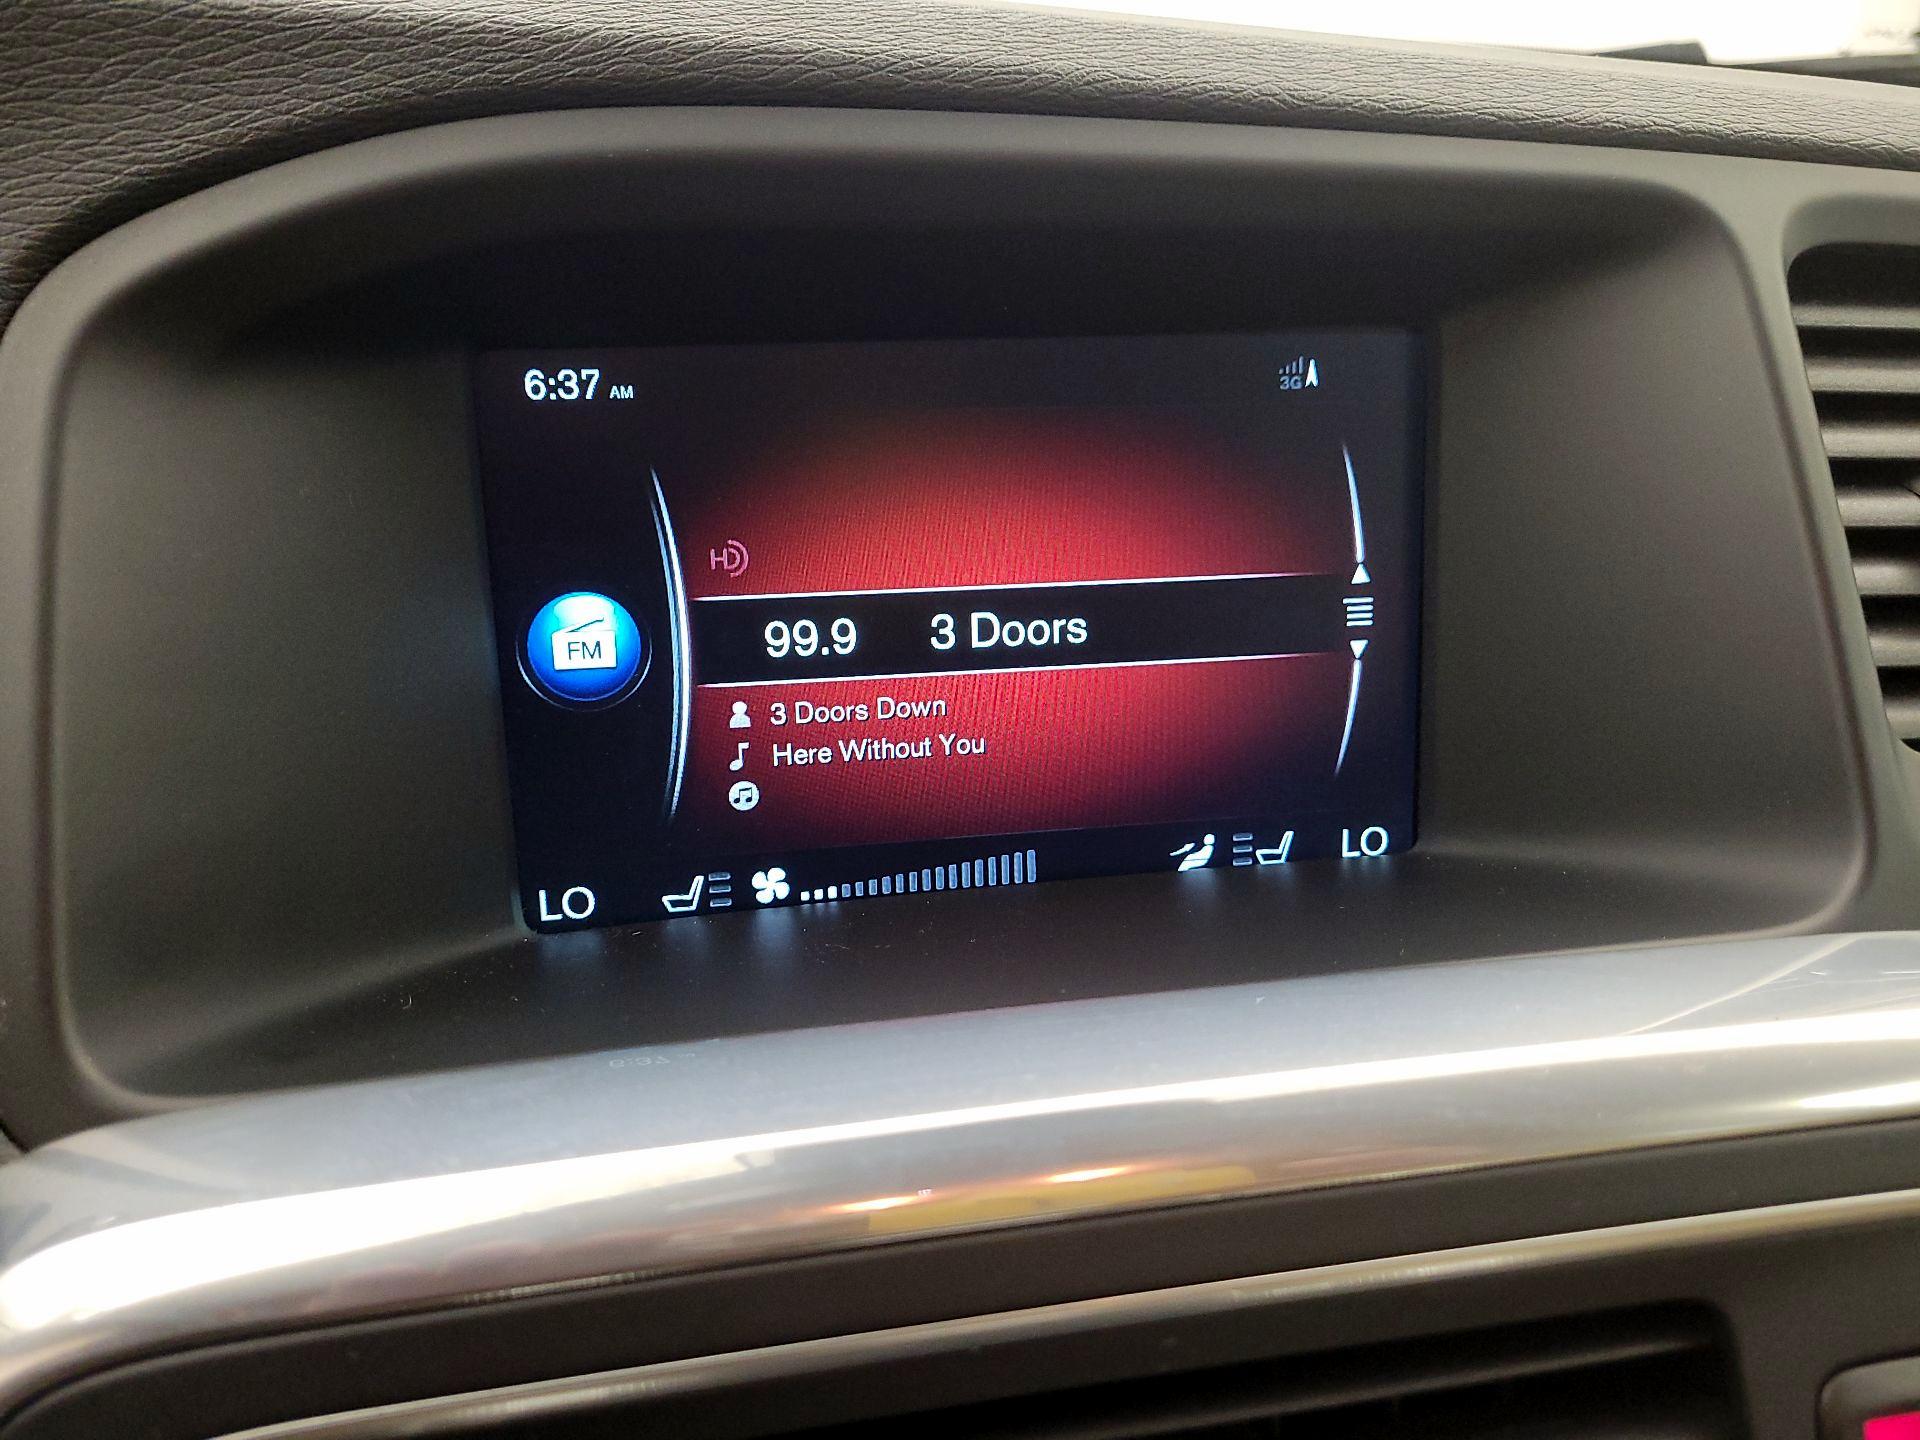 6:37 AM
3G
HD
99.9 3 Doors
FM
3 Doors Down
Here Without You
LO LO